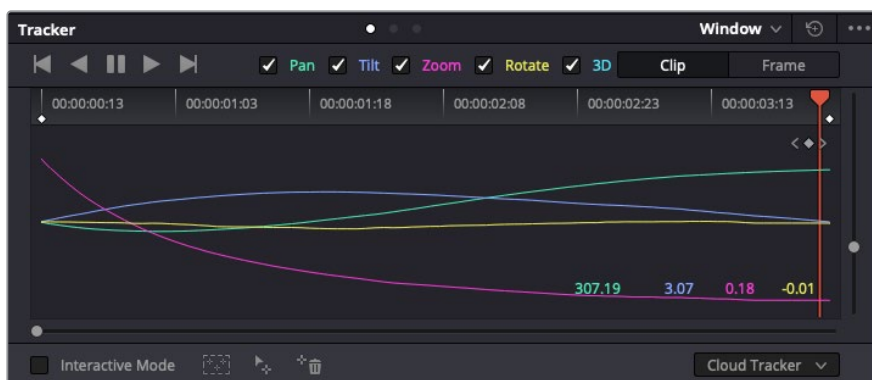 Tracker Window
Pan Tilt Zoom Rotate 3D Clip Frame
00:00:00:13 00:00:01:03 00:00:01:18 00:00:02:08 00:00:02:23 00:00:03:13
307.19 3.07 0.18 -0.01
Interactive Mode Cloud Tracker